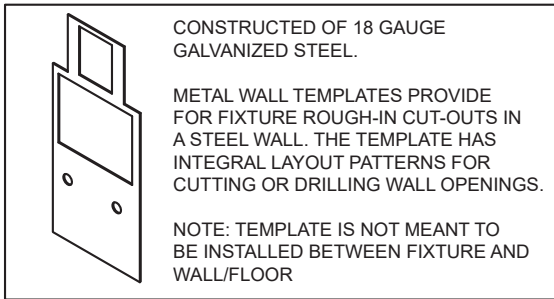 CONSTRUCTED OF 18 GAUGE
GALVANIZED STEEL.
METAL WALL TEMPLATES PROVIDE
FOR FIXTURE ROUGH-IN CUT-OUTS IN
A STEEL WALL. THE TEMPLATE HAS
INTEGRAL LAYOUT PATTERNS FOR
CUTTING OR DRILLING WALL OPENINGS.
NOTE: TEMPLATE IS NOT MEANT TO
BE INSTALLED BETWEEN FIXTURE AND
WALL/FLOOR